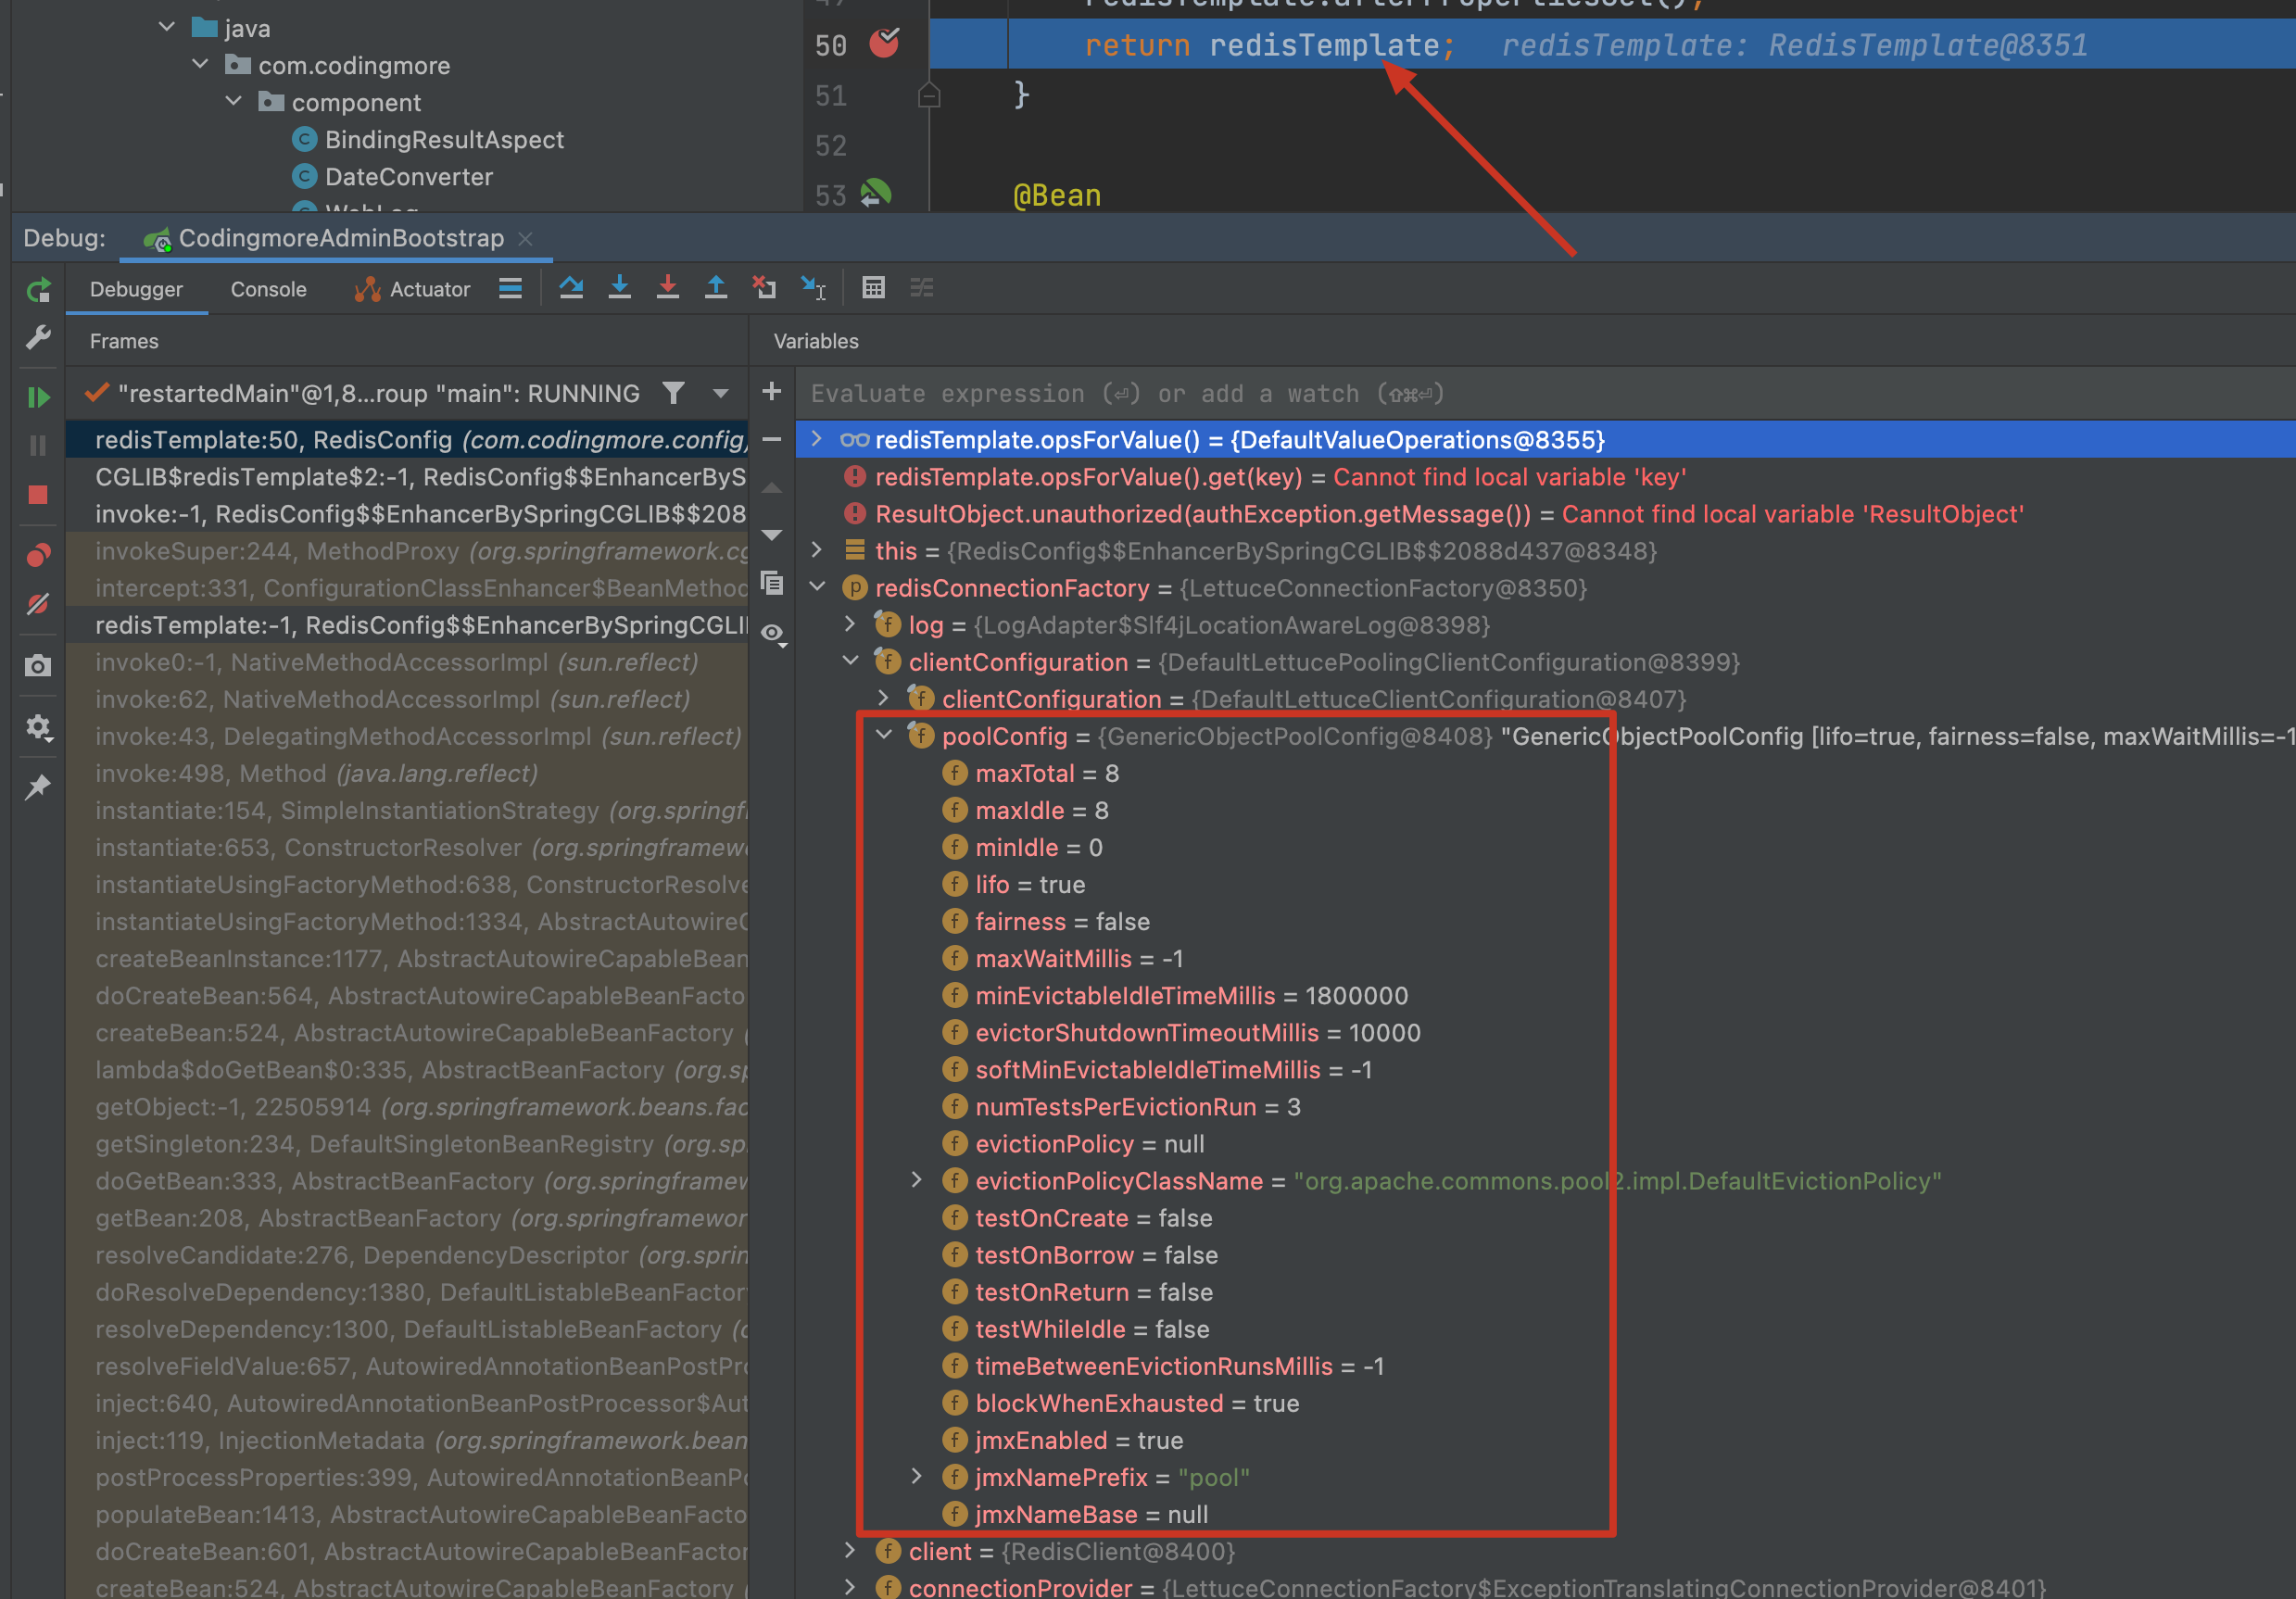 java
com.codingmore
component
BindingResultAspect
DateConverter
WebLog
49 redisTemplate.afterPropertiesSet();
50 return redisTemplate; redisTemplate: RedisTemplate@8351
51 }
52
53 @Bean
Debug: CodingmoreAdminBootstrap
Debugger Console Actuator
Frames
"restartedMain"@1,8...roup "main": RUNNING
redisTemplate:50, RedisConfig (com.codingmore.config)
CGLIB$redisTemplate$2:-1, RedisConfig$$EnhancerByS
invoke:-1, RedisConfig$$EnhancerBySpringCGLIB$$208
invokeSuper:244, MethodProxy (org.springframework.cg
intercept:331, ConfigurationClassEnhancer$BeanMethod
redisTemplate:-1, RedisConfig$$EnhancerBySpringCGLI
invoke0:-1, NativeMethodAccessorImpl (sun.reflect)
invoke:62, NativeMethodAccessorImpl (sun.reflect)
invoke:43, DelegatingMethodAccessorImpl (sun.reflect)
invoke:498, Method (java.lang.reflect)
instantiate:154, SimpleInstantiationStrategy (org.springf
instantiate:653, ConstructorResolver (org.springframew
instantiateUsingFactoryMethod:638, ConstructorResolve
instantiateUsingFactoryMethod:1334, AbstractAutowireC
createBeanInstance:1177, AbstractAutowireCapableBean
doCreateBean:564, AbstractAutowireCapableBeanFacto
createBean:524, AbstractAutowireCapableBeanFactory (
lambda$doGetBean$0:335, AbstractBeanFactory (org.sp
getObject:-1, 22505914 (org.springframework.beans.fac
getSingleton:234, DefaultSingletonBeanRegistry (org.sp
doGetBean:333, AbstractBeanFactory (org.springframew
getBean:208, AbstractBeanFactory (org.springframewor
resolveCandidate:276, DependencyDescriptor (org.sprin
doResolveDependency:1380, DefaultListableBeanFactor
resolveDependency:1300, DefaultListableBeanFactory (o
resolveFieldValue:657, AutowiredAnnotationBeanPostPro
inject:640, AutowiredAnnotationBeanPostProcessor$Aut
inject:119, InjectionMetadata (org.springframework.bean
postProcessProperties:399, AutowiredAnnotationBeanPo
populateBean:1413, AbstractAutowireCapableBeanFacto
doCreateBean:601, AbstractAutowireCapableBeanFactor
createBean:524, AbstractAutowireCapableBeanFactory (
Variables
Evaluate expression (⏎) or add a watch (⇧⌘⏎)
redisTemplate.opsForValue() = {DefaultValueOperations@8355}
redisTemplate.opsForValue().get(key) = Cannot find local variable 'key'
ResultObject.unauthorized(authException.getMessage()) = Cannot find local variable 'ResultObject'
this = {RedisConfig$$EnhancerBySpringCGLIB$$2088d437@8348}
redisConnectionFactory = {LettuceConnectionFactory@8350}
log = {LogAdapter$Slf4jLocationAwareLog@8398}
clientConfiguration = {DefaultLettucePoolingClientConfiguration@8399}
clientConfiguration = {DefaultLettuceClientConfiguration@8407}
poolConfig = {GenericObjectPoolConfig@8408} "GenericObjectPoolConfig [lifo=true, fairness=false, maxWaitMillis=-1
maxTotal = 8
maxIdle = 8
minIdle = 0
lifo = true
fairness = false
maxWaitMillis = -1
minEvictableIdleTimeMillis = 1800000
evictorShutdownTimeoutMillis = 10000
softMinEvictableIdleTimeMillis = -1
numTestsPerEvictionRun = 3
evictionPolicy = null
evictionPolicyClassName = "org.apache.commons.pool2.impl.DefaultEvictionPolicy"
testOnCreate = false
testOnBorrow = false
testOnReturn = false
testWhileIdle = false
timeBetweenEvictionRunsMillis = -1
blockWhenExhausted = true
jmxEnabled = true
jmxNamePrefix = "pool"
jmxNameBase = null
client = {RedisClient@8400}
connectionProvider = {LettuceConnectionFactory$ExceptionTranslatingConnectionProvider@8401}